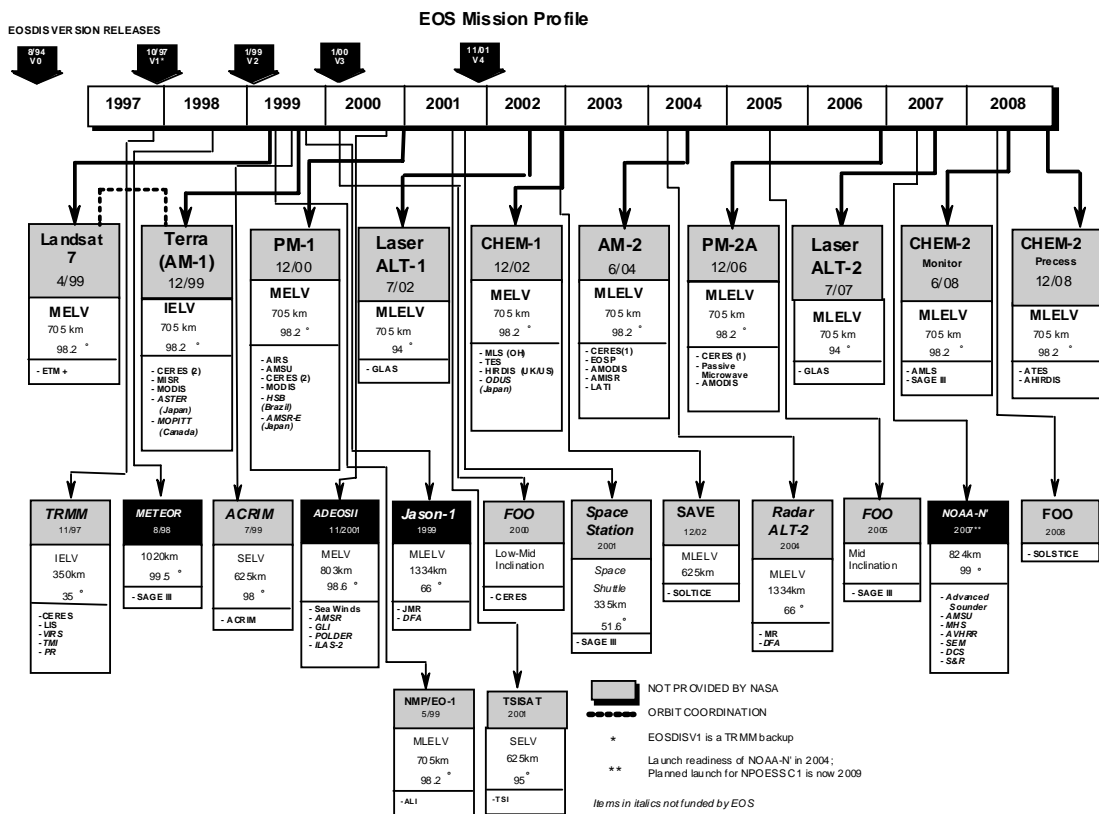 EOS Mission Profile
EOSDIS VERSION RELEASES
8/94
V0
10/97
V1*
1/99
V2
1/00
V3
11/01
V4
1997
1998
1999
2000
2001
2002
2003
2004
2005
2006
2007
2008
Landsat
7
4/99
MELV
705 km
98.2 °
- ETM +
Terra
(AM-1)
12/99
IELV
705 km
98.2 °
- CERES (2)
- MISR
- MODIS
- ASTER
(Japan)
- MOPITT
(Canada)
PM-1
12/00
MELV
705 km
98.2 °
- AIRS
- AMSU
- CERES (2)
- MODIS
- HSB
(Brazil)
- AMSR-E
(Japan)
Laser
ALT-1
7/02
MLELV
705 km
94 °
- GLAS
CHEM-1
12/02
MELV
705 km
98.2 °
- MLS (OH)
- TES
- HIRDIS (UK/US)
- ODUS
(Japan)
AM-2
6/04
MLELV
705 km
98.2 °
- CERES(1)
- EOSP
- AMODIS
- AMISR
- LATI
PM-2A
12/06
MLELV
705 km
98.2 °
- CERES (1)
- Passive
Microwave
- AMODIS
Laser
ALT-2
7/07
MLELV
705 km
94 °
- GLAS
CHEM-2
Monitor
6/08
MLELV
705 km
98.2 °
- AMLS
- SAGE III
CHEM-2
Precess
12/08
MLELV
705 km
98.2 °
- ATES
- AHIRDIS
TRMM
11/97
IELV
350km
35 °
-CERES
- LIS
- VIRS
- TMI
- PR
METEOR
8/98
1020km
99.5 °
- SAGE III
ACRIM
7/99
SELV
625km
98 °
- ACRIM
ADEOSII
11/2001
MELV
803km
98.6 °
- Sea Winds
- AMSR
- GLI
- POLDER
- ILAS-2
Jason-1
1999
MLELV
1334km
66 °
- JMR
- DFA
FOO
2000
Low-Mid
Inclination
- CERES
Space
Station
2001
Space
Shuttle
335km
51.6 °
- SAGE III
SAVE
12/02
MLELV
625km
- SOLTICE
Radar
ALT-2
2004
MLELV
1334km
66 °
- MR
- DFA
FOO
2005
Mid
Inclination
- SAGE III
NOAA-N'
2007**
824km
99 °
- Advanced
Sounder
- AMSU
- MHS
- AVHRR
- SEM
- DCS
- S&R
FOO
2008
- SOLSTICE
NMP/EO-1
5/99
MLELV
705km
98.2 °
-ALI
TSISAT
2001
SELV
625km
95 °
-TSI
NOT PROVIDED BY NASA
ORBIT COORDINATION
* EOSDISV1 is a TRMM backup
** Launch readiness of NOAA-N' in 2004;
Planned launch for NPOESS C1 is now 2009
Items in italics not funded by EOS